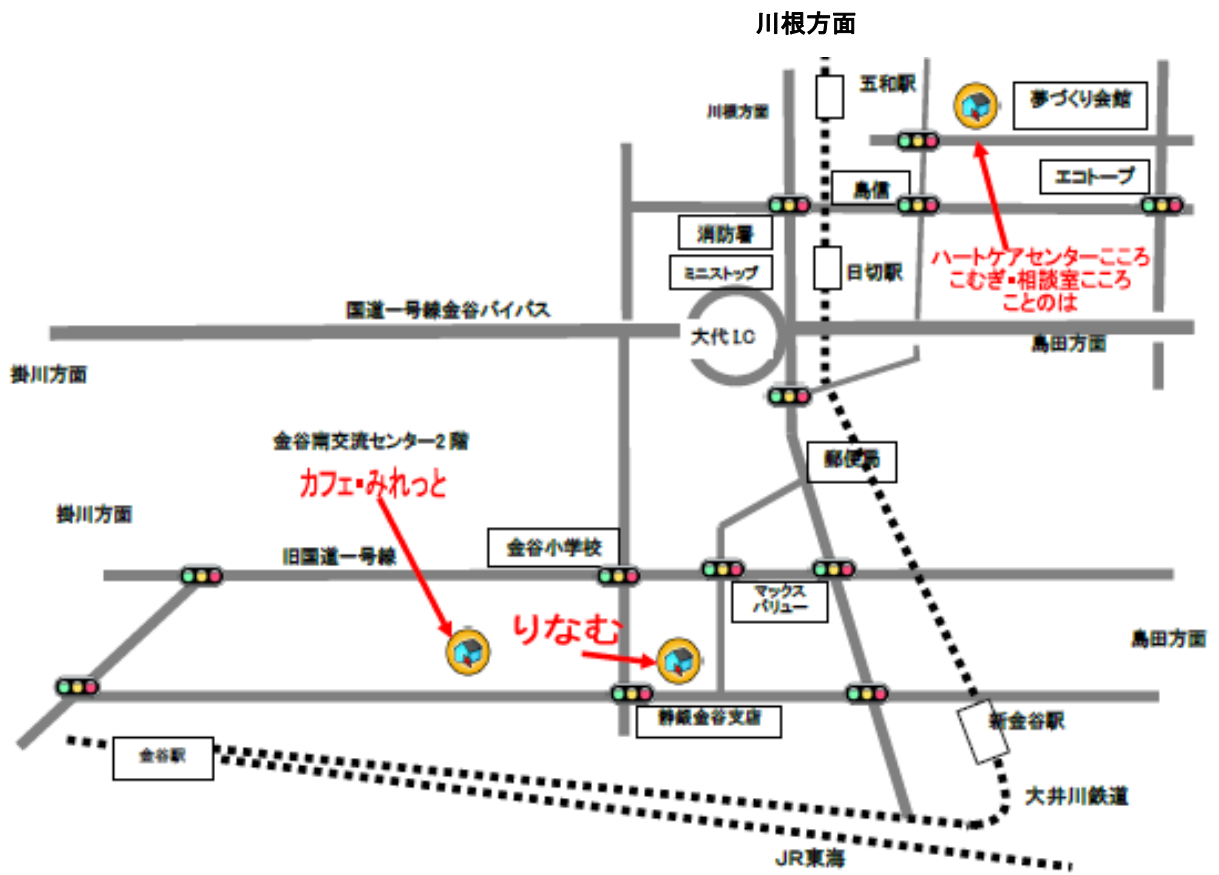 川根方面
五和駅
夢づくり会館
川根方面
エコトープ
島信
消防署
ミニストップ
日切駅
ハートケアセンターこころ
こむぎ・相談室こころ
ことのは
国道一号線金谷バイパス
大代I.C
島田方面
掛川方面
金谷南交流センター2階
カフェ・みれっと
郵便局
掛川方面
旧国道一号線
金谷小学校
マックス
バリュー
りなむ
島田方面
静銀金谷支店
新金谷駅
金谷駅
大井川鉄道
JR東海